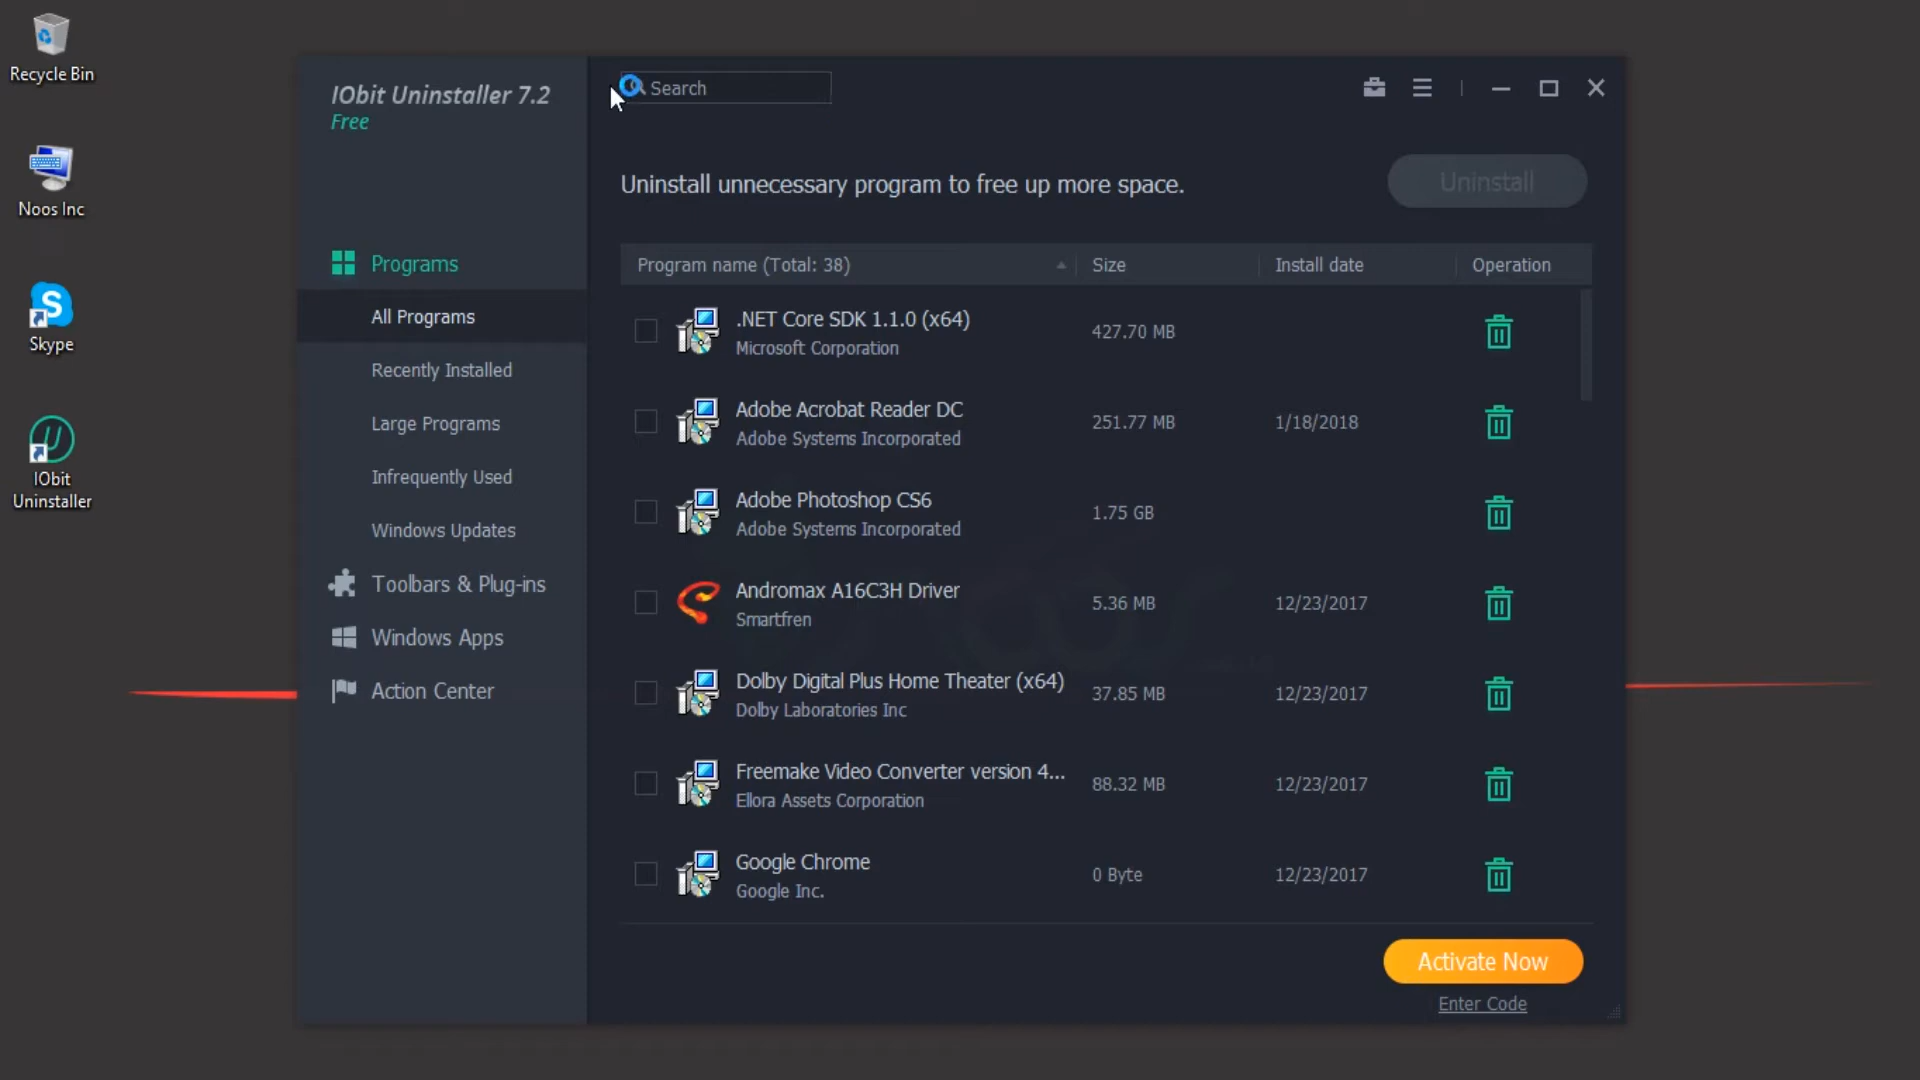 Recycle Bin
Noos Inc
Skype
IObit
Uninstaller
IObit Uninstaller 7.2
Free
Programs
All Programs
Recently Installed
Large Programs
Infrequently Used
Windows Updates
Toolbars & Plug-ins
Windows Apps
Action Center
Search
Uninstall unnecessary program to free up more space.
Uninstall
Program name (Total: 38) Size Install date Operation
.NET Core SDK 1.1.0 (x64)
Microsoft Corporation
427.70 MB
Adobe Acrobat Reader DC
Adobe Systems Incorporated
251.77 MB 1/18/2018
Adobe Photoshop CS6
Adobe Systems Incorporated
1.75 GB
Andromax A16C3H Driver
Smartfren
5.36 MB 12/23/2017
Dolby Digital Plus Home Theater (x64)
Dolby Laboratories Inc
37.85 MB 12/23/2017
Freemake Video Converter version 4...
Ellora Assets Corporation
88.32 MB 12/23/2017
Google Chrome
Google Inc.
0 Byte 12/23/2017
Activate Now
Enter Code